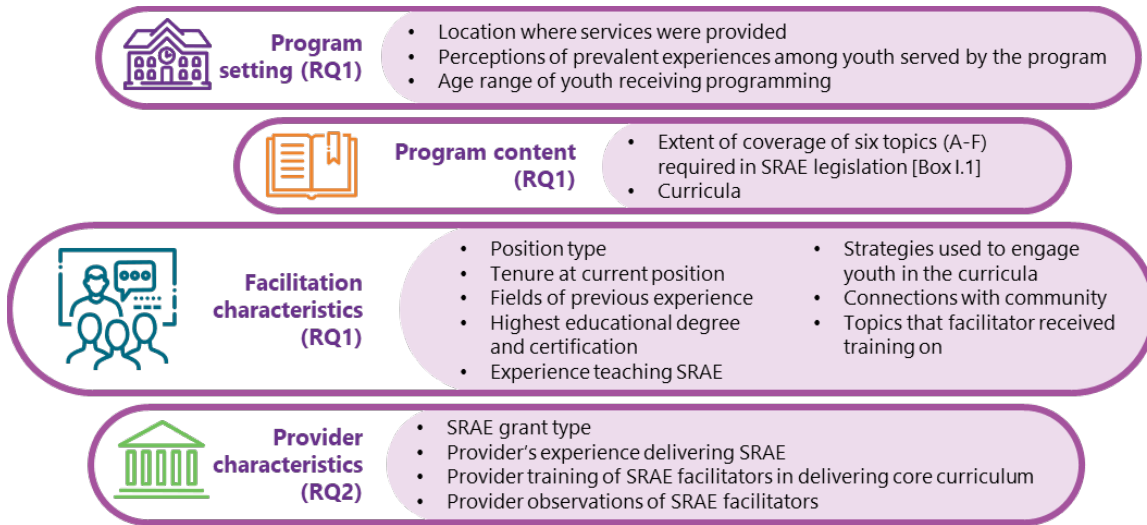 Program
setting (RQ1)
• Location where services were provided
• Perceptions of prevalent experiences among youth served by the program
• Age range of youth receiving programming
Program content
(RQ1)
• Extent of coverage of six topics (A-F)
required in SRAE legislation [Box I.1]
• Curricula
Facilitation
characteristics
(RQ1)
• Position type
• Tenure at current position
• Fields of previous experience
• Highest educational degree
and certification
• Experience teaching SRAE
• Strategies used to engage
youth in the curricula
• Connections with community
• Topics that facilitator received
training on
Provider
characteristics
(RQ2)
• SRAE grant type
• Provider's experience delivering SRAE
• Provider training of SRAE facilitators in delivering core curriculum
• Provider observations of SRAE facilitators